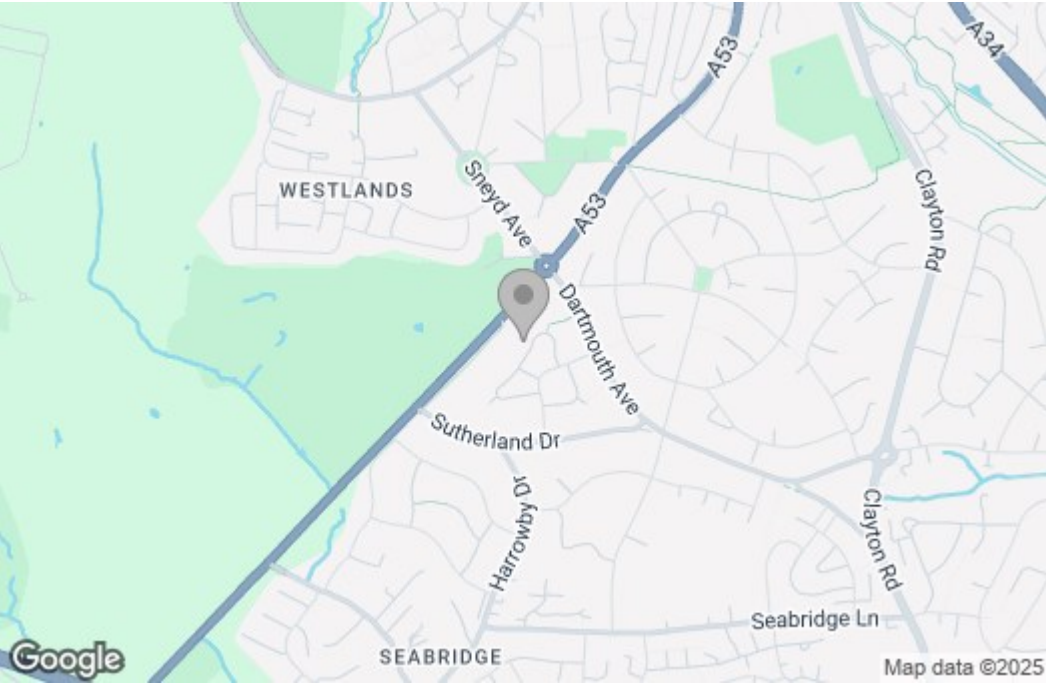 A53
A34
WESTLANDS
Sneyd Ave
A53
Clayton Rd
Dartmouth Ave
Sutherland Dr
Harrowby Dr
Clayton Rd
Seabridge Ln
SEABRIDGE
Google
Map data ©2025